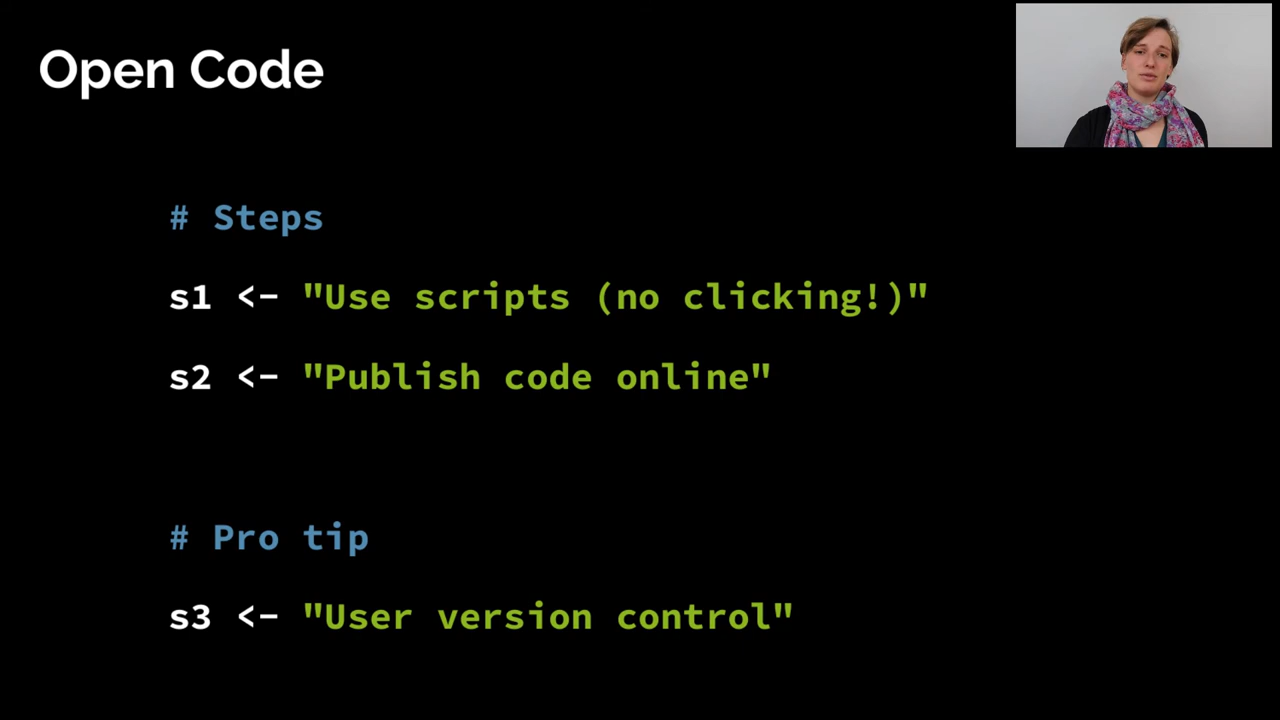 Open Code
# Steps
s1 <- "Use scripts (no clicking!)"
s2 <- "Publish code online"
# Pro tip
s3 <- "User version control"